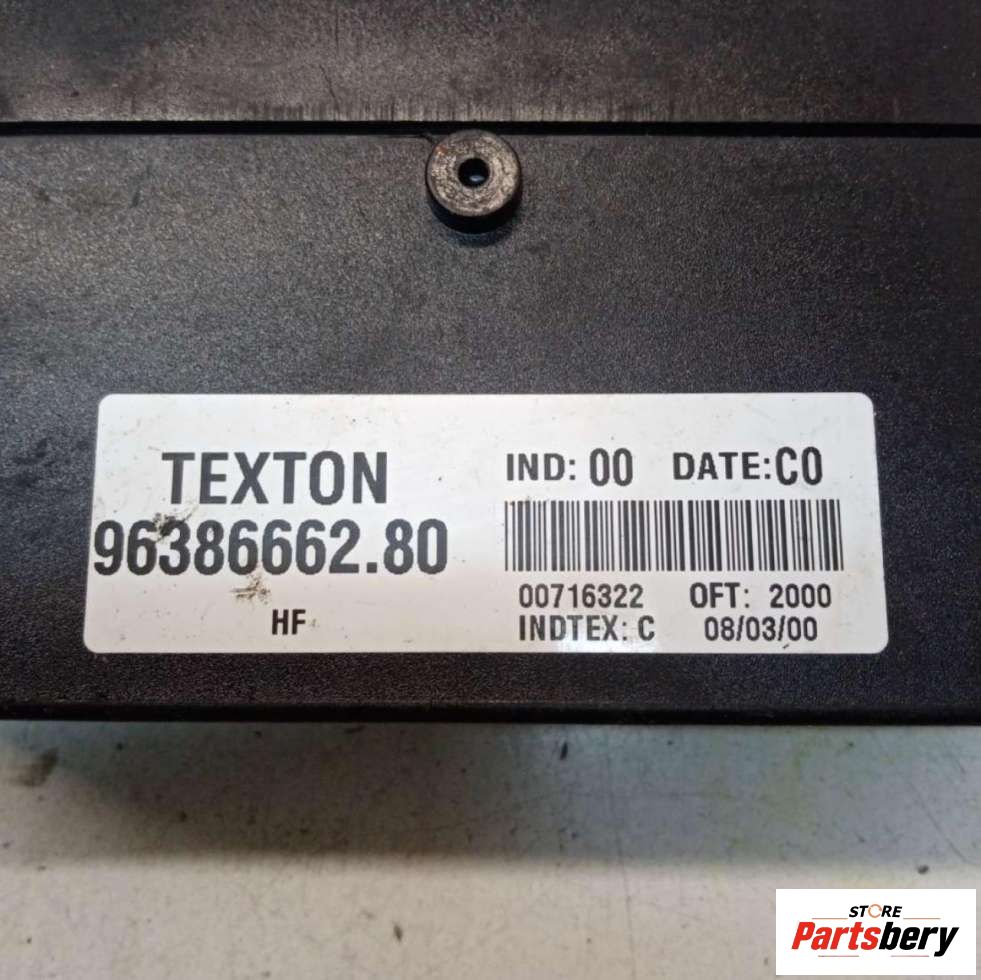 TEXTON
96386662.80
HF
IND: 00 DATE: C0
00716322 OFT: 2000
INDTEX: C 08/03/00
STORE
Partsbery